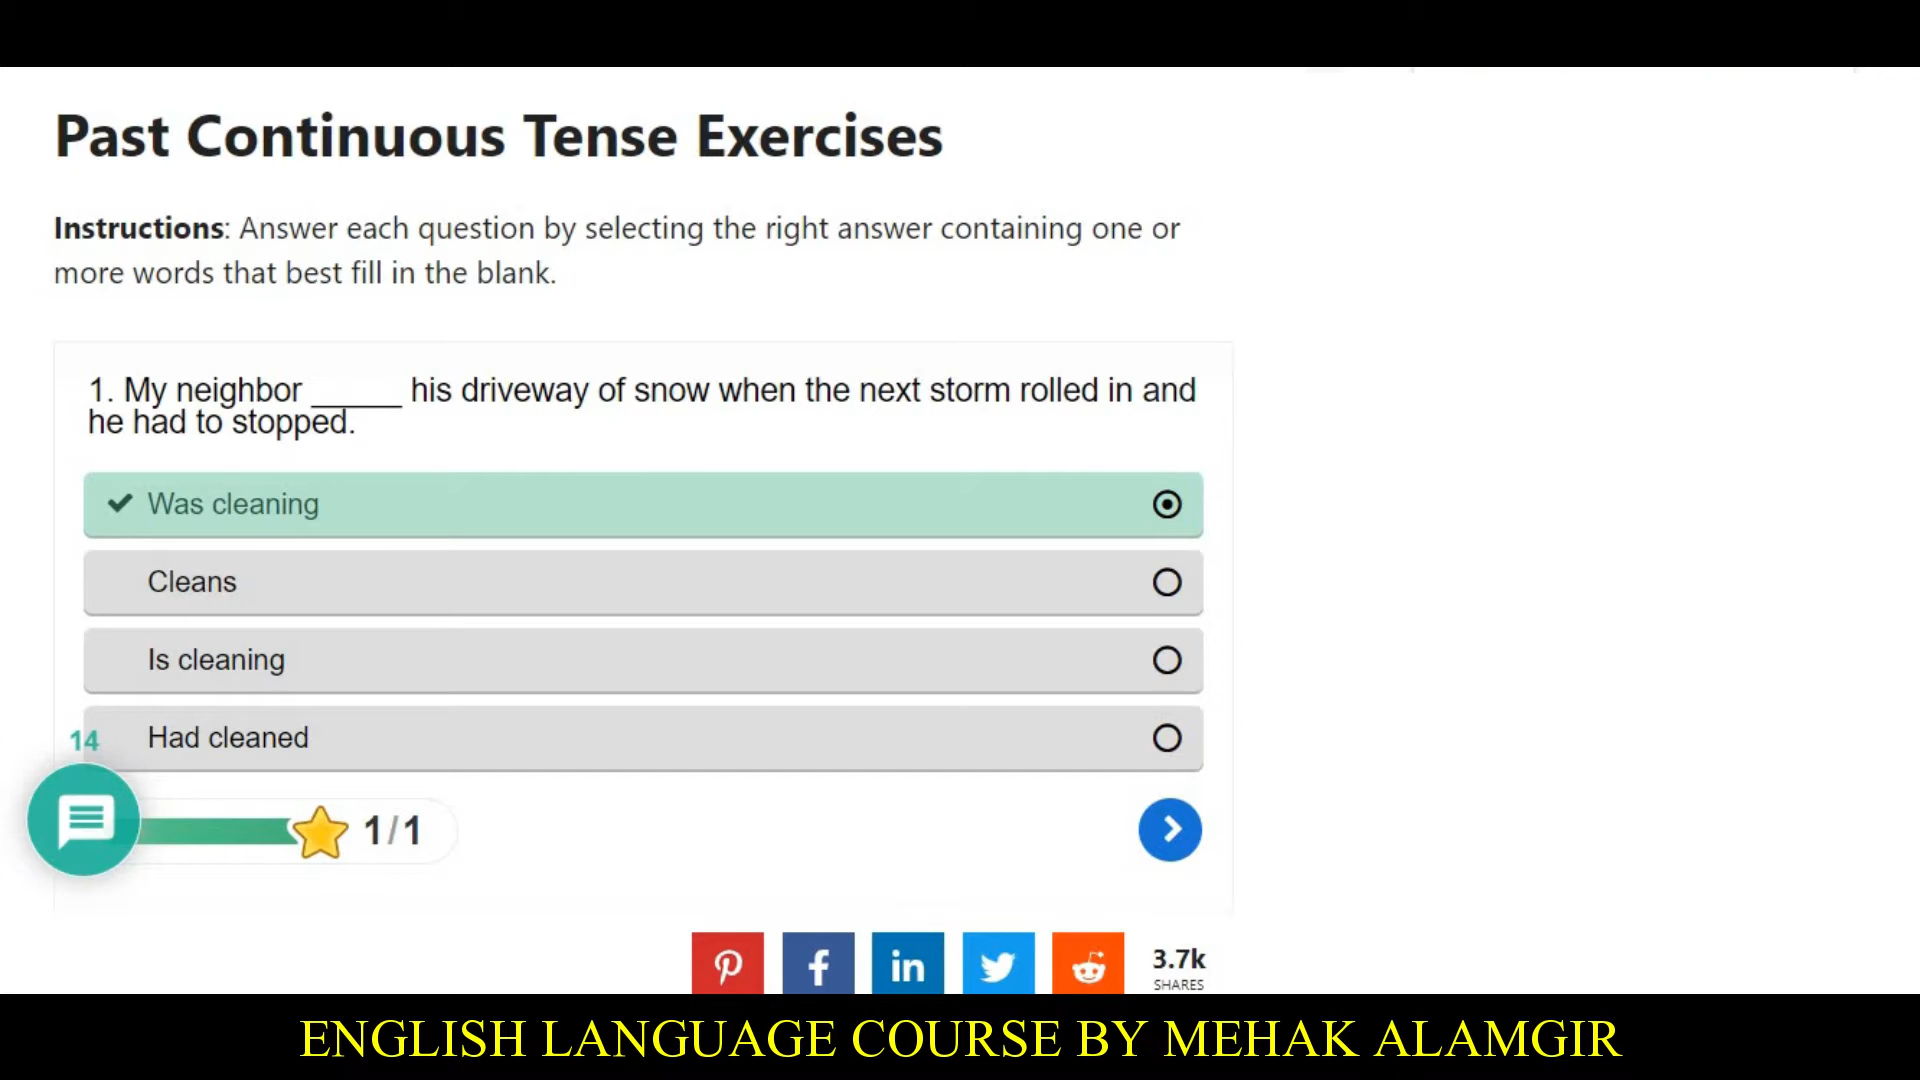 Past Continuous Tense Exercises
Instructions: Answer each question by selecting the right answer containing one or
more words that best fill in the blank.
1. My neighbor _____ his driveway of snow when the next storm rolled in and
he had to stopped.
Was cleaning
Cleans
Is cleaning
Had cleaned
14
1/1
3.7k
SHARES
ENGLISH LANGUAGE COURSE BY MEHAK ALAMGIR